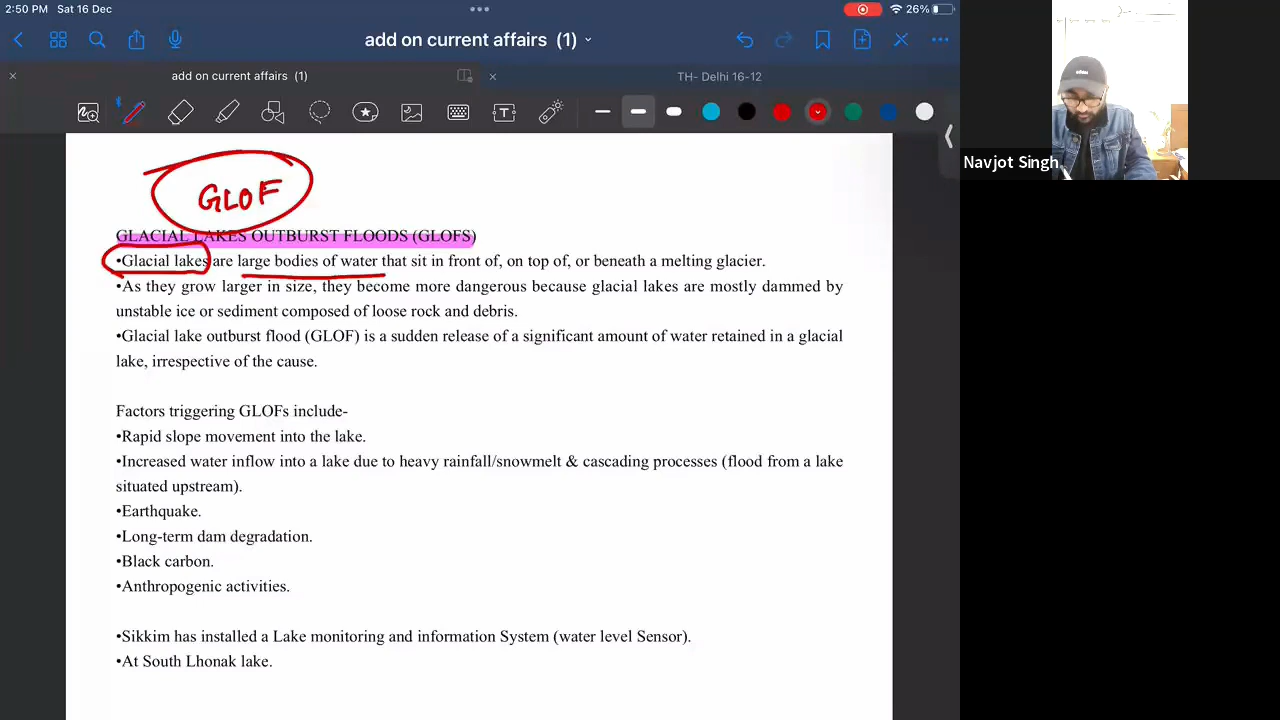 2:50 PM Sat 16 Dec
26%
add on current affairs (1)
add on current affairs (1)
TH- Delhi 16-12
T
Navjot Singh
GLOF
GLACIAL LAKES OUTBURST FLOODS (GLOFS)
•Glacial lakes are large bodies of water that sit in front of, on top of, or beneath a melting glacier.
•As they grow larger in size, they become more dangerous because glacial lakes are mostly dammed by
unstable ice or sediment composed of loose rock and debris.
•Glacial lake outburst flood (GLOF) is a sudden release of a significant amount of water retained in a glacial
lake, irrespective of the cause.
Factors triggering GLOFs include-
•Rapid slope movement into the lake.
•Increased water inflow into a lake due to heavy rainfall/snowmelt & cascading processes (flood from a lake
situated upstream).
•Earthquake.
•Long-term dam degradation.
•Black carbon.
•Anthropogenic activities.
•Sikkim has installed a Lake monitoring and information System (water level Sensor).
•At South Lhonak lake.